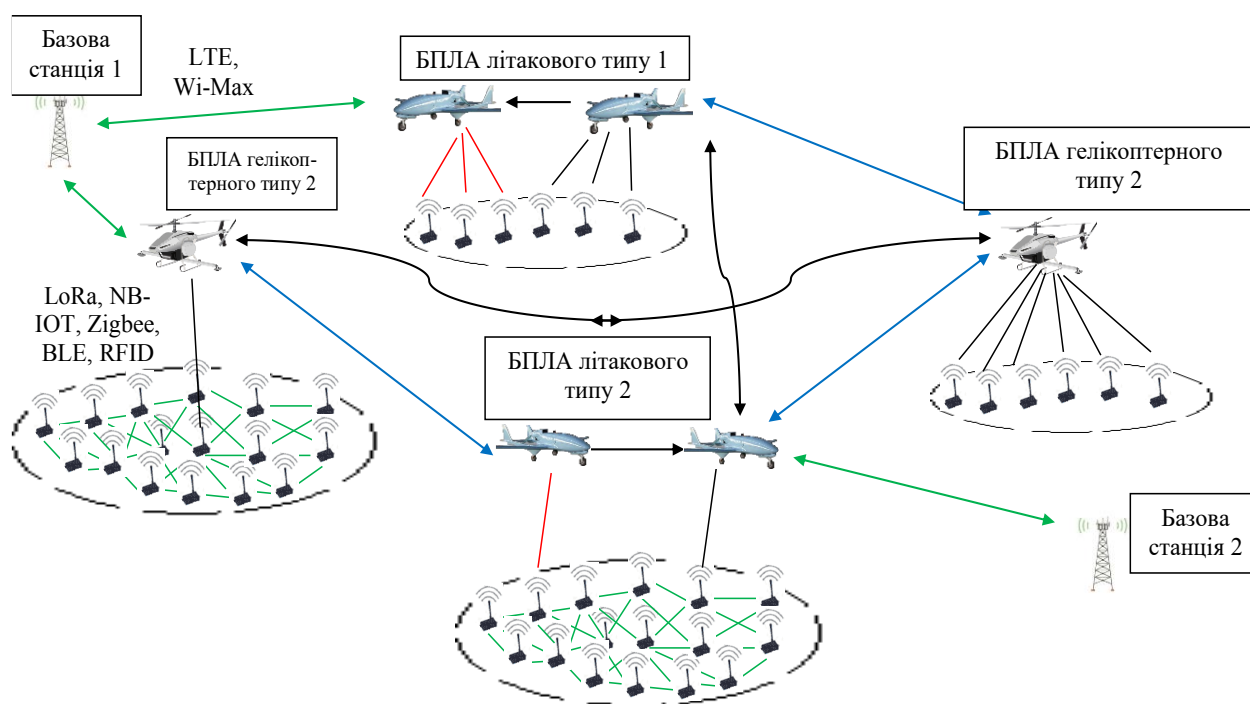 Базова
станція 1
LTE,
Wi-Max
БПЛА літакового типу 1
БПЛА гелікоп-
терного типу 2
БПЛА гелікоптерного
типу 2
LoRa, NB-
IOT, Zigbee,
BLE, RFID
БПЛА літакового
типу 2
Базова
станція 2